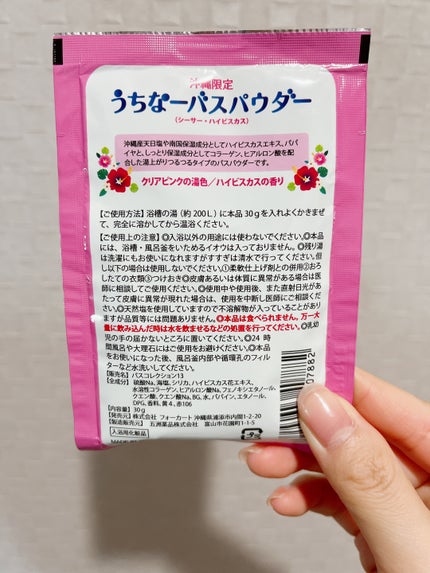 沖縄限定
うちなーバスパウダー
(シーサー・ハイビスカス)
沖縄産天日塩や南国保湿成分としてハイビスカスエキス、パパ
イヤと、しっとり保湿成分としてコラーゲン、ヒアルロン酸を配
合した湯上がりつるつるタイプのバスパウダーです。
クリアピンクの湯色/ハイビスカスの香り
【ご使用方法】浴槽の湯(約200L)に本品30gを入れよくかきまぜ
て、完全に溶かしてから温浴ください。
【ご使用上の注意】◎入浴以外の用途には使わないでください。◎本品
には、浴槽・風呂釜をいためるイオウは入っておりません。◎残り湯
は洗濯にもお使いになれますがすすぎは清水で行ってください。但
し以下の場合は使用しないでください。①柔軟仕上げ剤との併用②おろ
したての衣類③つけおき◎皮膚あるいは体質に異常がある場合は医
師に相談してご使用ください。◎使用中や使用後、また直射日光があ
たって皮膚に異常が現れた場合は、使用を中断し医師にご相談くだ
さい。◎天然塩を使用していますので不溶解物が入っていることがあり
ますが品質等には問題ありません。◎本品は食べられません。万一大
量に飲み込んだ時は水を飲ませるなどの処置を行ってください。◎乳幼
児の手の届かないところに置いてください。◎24時
間風呂や大理石にはご使用をお避けください。◎本品
をお使いになった後、風呂釜内部や循環孔のフィル
ターなど水洗いしてください。
【販売名】バスコレクション13
【全成分】硫酸Na、海塩、シリカ、ハイビスカス花エキス、
水溶性コラーゲン、ヒアルロン酸Na、フェノキシエタノール、
クエン酸、クエン酸Na、BG、水、パパイン、エタノール、
DPG、香料、黄4、赤106
【内容量】30g
【発売元】株式会社 フォーカート 沖縄県浦添市内間1-2-20
【製造販売元】五洲薬品株式会社 富山市花園町1-1-5
入浴用化粧品
07882